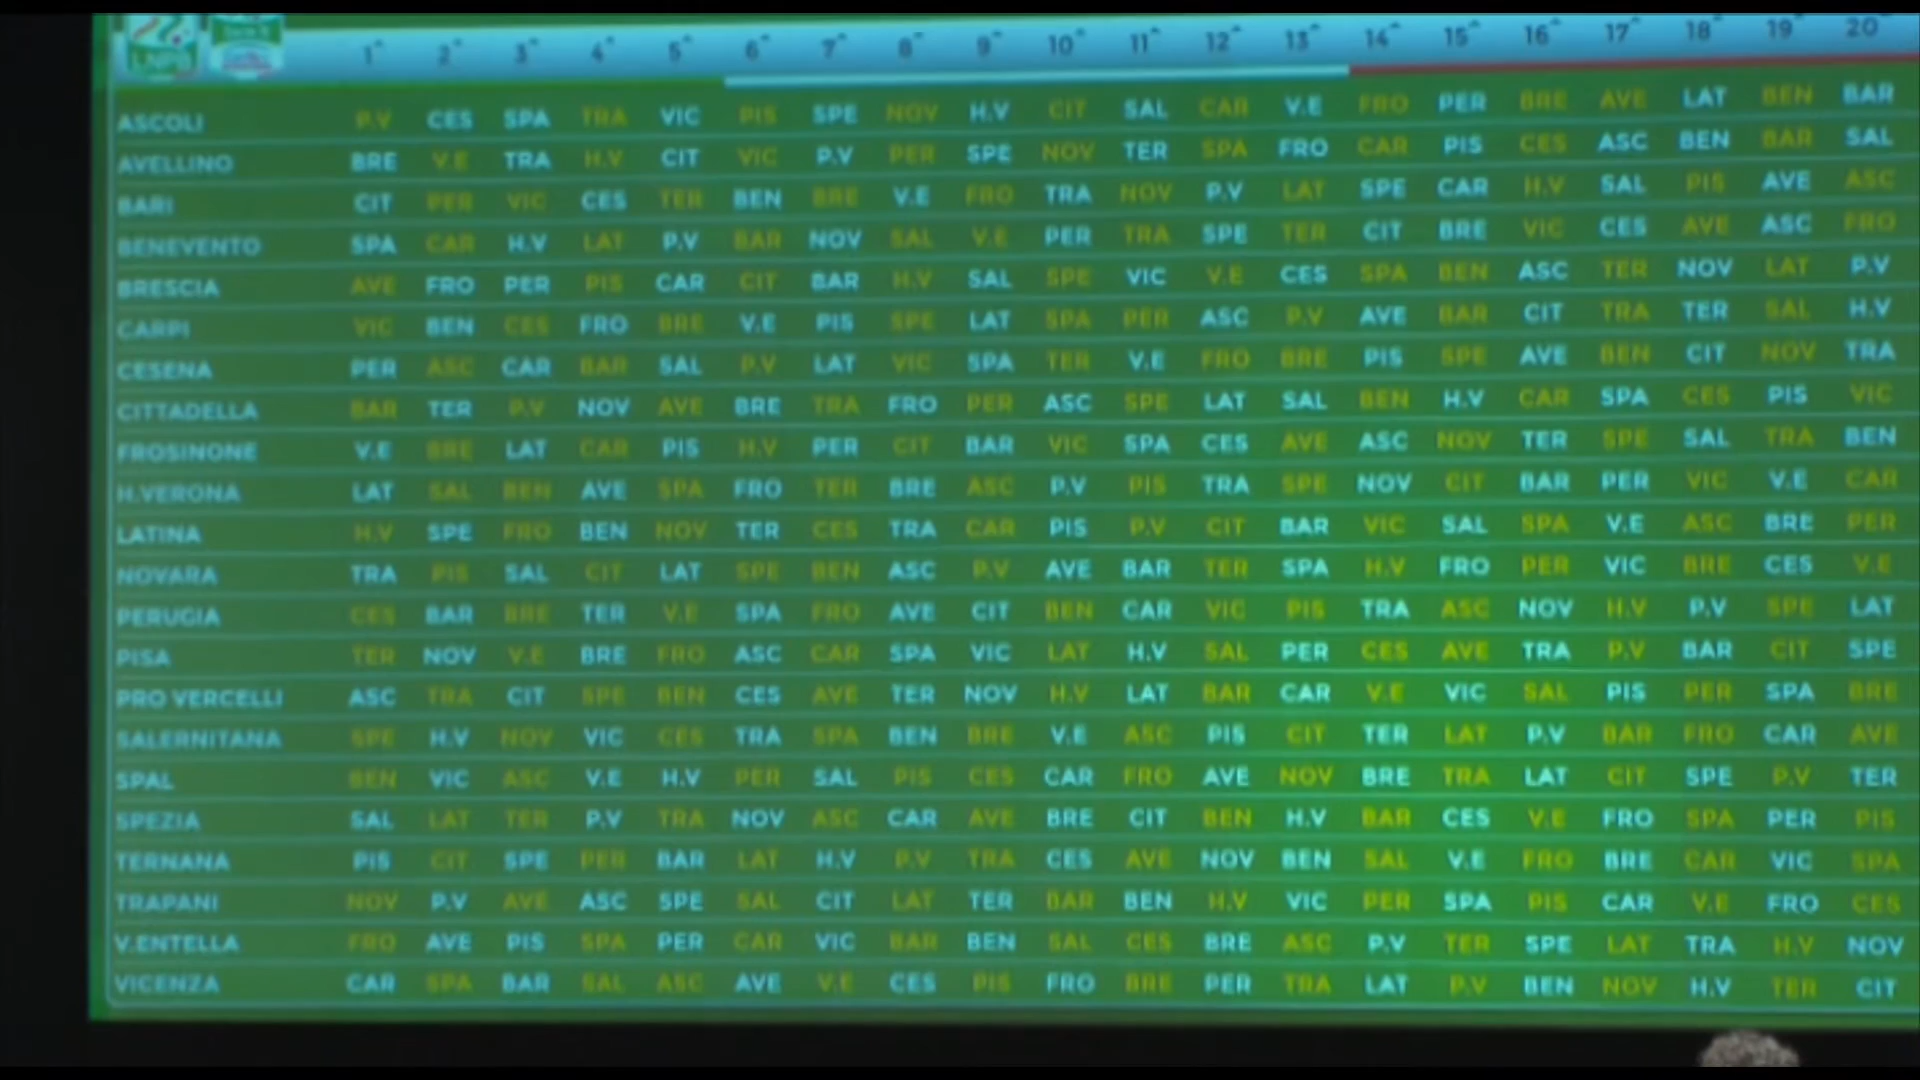 LNPB
1^ 2^ 3^ 4^ 5^ 6^ 7^ 8^ 9^ 10^ 11^ 12^ 13^ 14^ 15^ 16^ 17^ 18^ 19^ 20^
ASCOLI P.V CES SPA TRA VIC PIS SPE NOV H.V CIT SAL CAR V.E FRO PER BRE AVE LAT BEN BAR
AVELLINO BRE V.E TRA H.V CIT VIC P.V PER SPE NOV TER SPA FRO CAR PIS CES ASC BEN BAR SAL
BARI CIT PER VIC CES TER BEN BRE V.E FRO TRA NOV P.V LAT SPE CAR H.V SAL PIS AVE ASC
BENEVENTO SPA CAR H.V LAT P.V BAR NOV SAL V.E PER TRA SPE TER CIT BRE VIC CES AVE ASC FRO
BRESCIA AVE FRO PER PIS CAR CIT BAR H.V SAL SPE VIC V.E CES SPA BEN ASC TER NOV LAT P.V
CARPI VIC BEN CES FRO BRE V.E PIS SPE LAT SPA PER ASC P.V AVE BAR CIT TRA TER SAL H.V
CESENA PER ASC CAR BAR SAL P.V LAT VIC SPA TER V.E FRO BRE PIS SPE AVE BEN CIT NOV TRA
CITTADELLA BAR TER P.V NOV AVE BRE TRA FRO PER ASC SPE LAT SAL BEN H.V CAR SPA CES PIS VIC
FROSINONE V.E BRE LAT CAR PIS H.V PER CIT BAR VIC SPA CES AVE ASC NOV TER SPE SAL TRA BEN
H.VERONA LAT SAL BEN AVE SPA FRO TER BRE ASC P.V PIS TRA SPE NOV CIT BAR PER VIC V.E CAR
LATINA H.V SPE FRO BEN NOV TER CES TRA CAR PIS P.V CIT BAR VIC SAL SPA V.E ASC BRE PER
NOVARA TRA PIS SAL CIT LAT SPE BEN ASC P.V AVE BAR TER SPA H.V FRO PER VIC BRE CES V.E
PERUGIA CES BAR BRE TER V.E SPA FRO AVE CIT BEN CAR VIC PIS TRA ASC NOV H.V P.V SPE LAT
PISA TER NOV V.E BRE FRO ASC CAR SPA VIC LAT H.V SAL PER CES AVE TRA P.V BAR CIT SPE
PRO VERCELLI ASC TRA CIT SPE BEN CES AVE TER NOV H.V LAT BAR CAR V.E VIC SAL PIS PER SPA BRE
SALERNITANA SPE H.V NOV VIC CES TRA SPA BEN BRE V.E ASC PIS CIT TER LAT P.V BAR FRO CAR AVE
SPAL BEN VIC ASC V.E H.V PER SAL PIS CES CAR FRO AVE NOV BRE TRA LAT CIT SPE P.V TER
SPEZIA SAL LAT TER P.V TRA NOV ASC CAR AVE BRE CIT BEN H.V BAR CES V.E FRO SPA PER PIS
TERNANA PIS CIT SPE PER BAR LAT H.V P.V TRA CES AVE NOV BEN SAL V.E FRO BRE CAR VIC SPA
TRAPANI NOV P.V AVE ASC SPE SAL CIT LAT TER BAR BEN H.V VIC PER SPA PIS CAR V.E FRO CES
V.ENTELLA FRO AVE PIS SPA PER CAR VIC BAR BEN SAL CES BRE ASC P.V TER SPE LAT TRA H.V NOV
VICENZA CAR SPA BAR SAL ASC AVE V.E CES PIS FRO BRE PER TRA LAT P.V BEN NOV H.V TER CIT